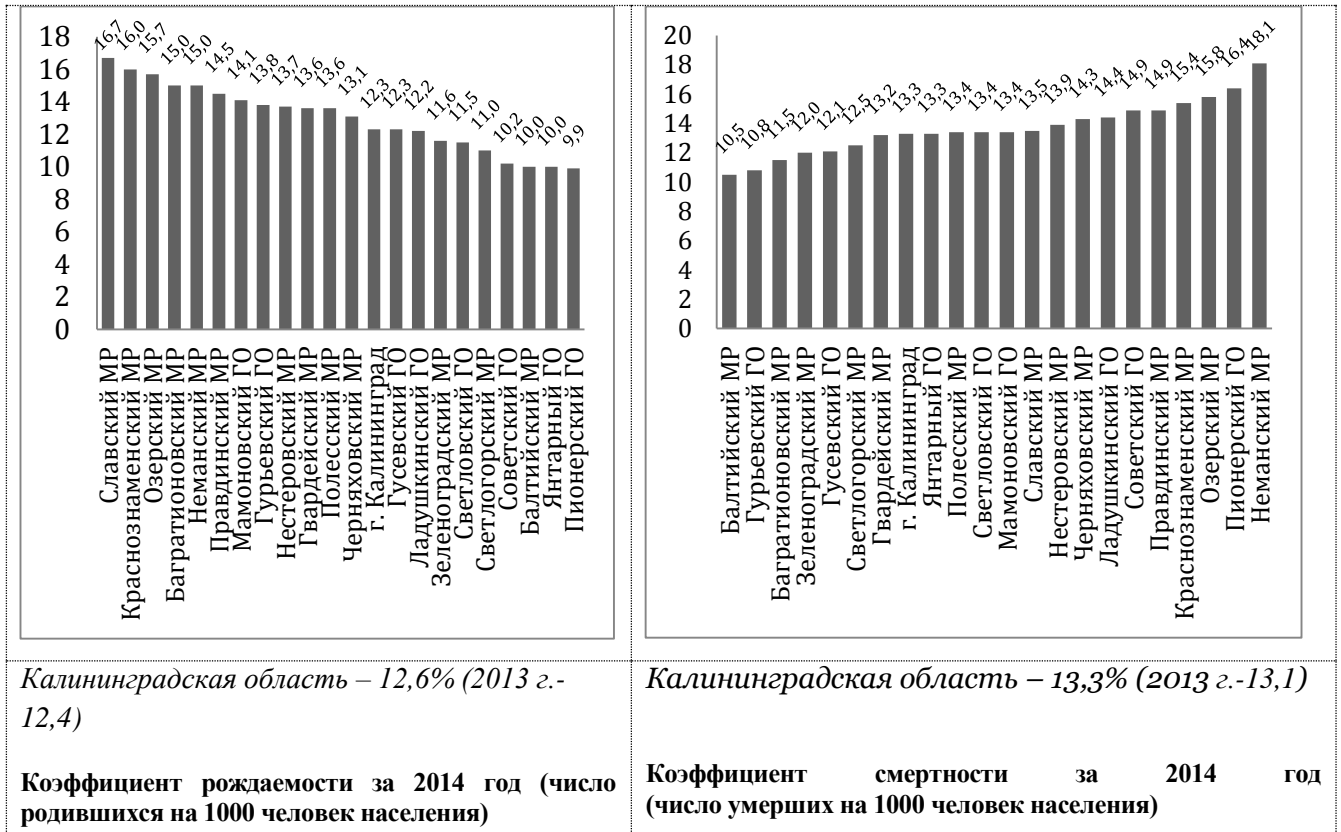 18
16
14
12
10
8
6
4
2
0
16,7
16,0
15,7
15,0
15,0
14,5
14,1
13,8
13,7
13,6
13,6
13,1
12,3
12,3
12,2
11,6
11,5
11,0
10,2
10,0
10,0
9,9
Славский МР
Краснознаменский МР
Озерский МР
Багратионовский МР
Неманский МР
Правдинский МР
Мамоновский ГО
Гурьевский ГО
Нестеровский МР
Гвардейский МР
Полесский МР
Черняховский МР
г. Калининград
Гусевский ГО
Ладушкинский ГО
Зеленоградский МР
Светловский ГО
Светлогорский МР
Советский ГО
Балтийский МР
Янтарный ГО
Пионерский ГО
20
18
16
14
12
10
8
6
4
2
0
10,5
10,8
11,5
12,0
12,1
12,5
13,2
13,3
13,3
13,4
13,4
13,4
13,5
13,9
14,3
14,4
14,9
14,9
15,4
15,8
16,4
18,1
Балтийский МР
Гурьевский ГО
Багратионовский МР
Зеленоградский МР
Гусевский ГО
Светлогорский МР
Гвардейский МР
г. Калининград
Янтарный ГО
Полесский МР
Светловский ГО
Мамоновский ГО
Славский МР
Нестеровский МР
Черняховский МР
Ладушкинский ГО
Советский ГО
Правдинский МР
Краснознаменский МР
Озерский МР
Пионерский ГО
Неманский МР
Калининградская область – 12,6% (2013 г.-
12,4)
Коэффициент рождаемости за 2014 год (число
родившихся на 1000 человек населения)
Калининградская область – 13,3% (2013 г.-13,1)
Коэффициент смертности за 2014 год
(число умерших на 1000 человек населения)